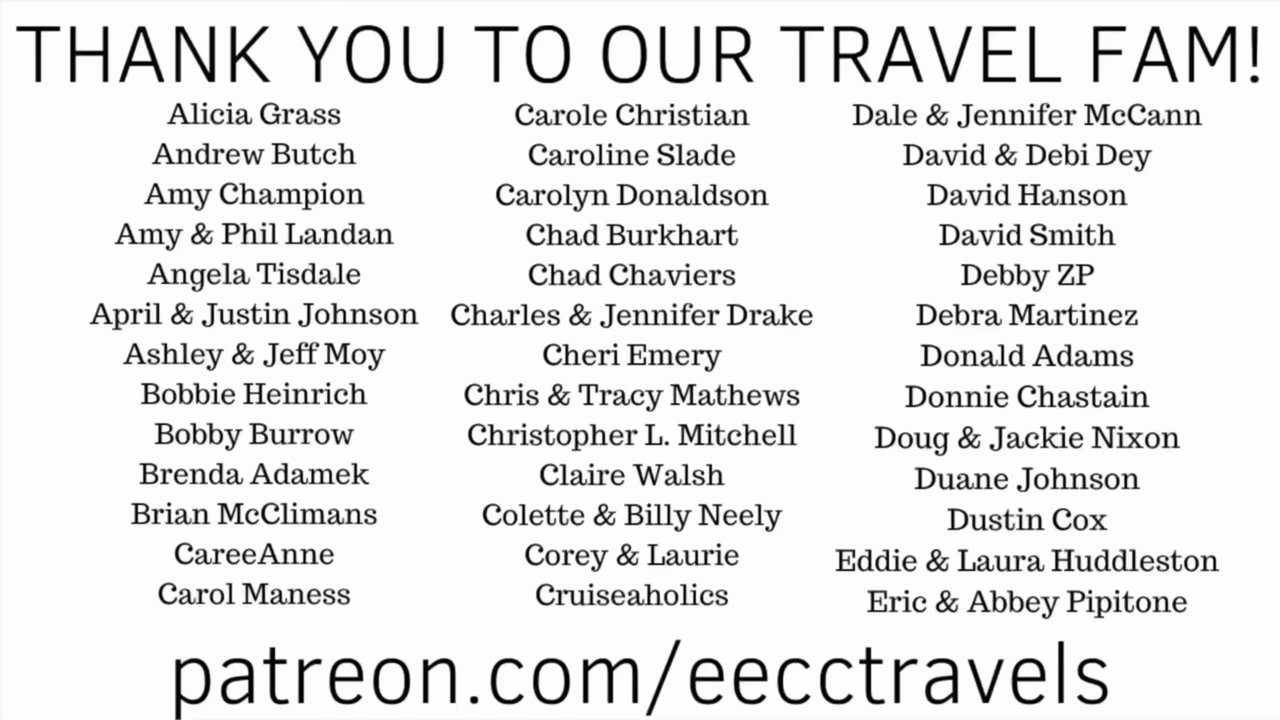 THANK YOU TO OUR TRAVEL FAM!
Alicia Grass
Andrew Butch
Amy Champion
Amy & Phil Landan
Angela Tisdale
April & Justin Johnson
Ashley & Jeff Moy
Bobbie Heinrich
Bobby Burrow
Brenda Adamek
Brian McClimans
CareeAnne
Carol Maness
Carole Christian
Caroline Slade
Carolyn Donaldson
Chad Burkhart
Chad Chaviers
Charles & Jennifer Drake
Cheri Emery
Chris & Tracy Mathews
Christopher L. Mitchell
Claire Walsh
Colette & Billy Neely
Corey & Laurie
Cruiseaholics
Dale & Jennifer McCann
David & Debi Dey
David Hanson
David Smith
Debby ZP
Debra Martinez
Donald Adams
Donnie Chastain
Doug & Jackie Nixon
Duane Johnson
Dustin Cox
Eddie & Laura Huddleston
Eric & Abbey Pipitone
patreon.com/eecctravels